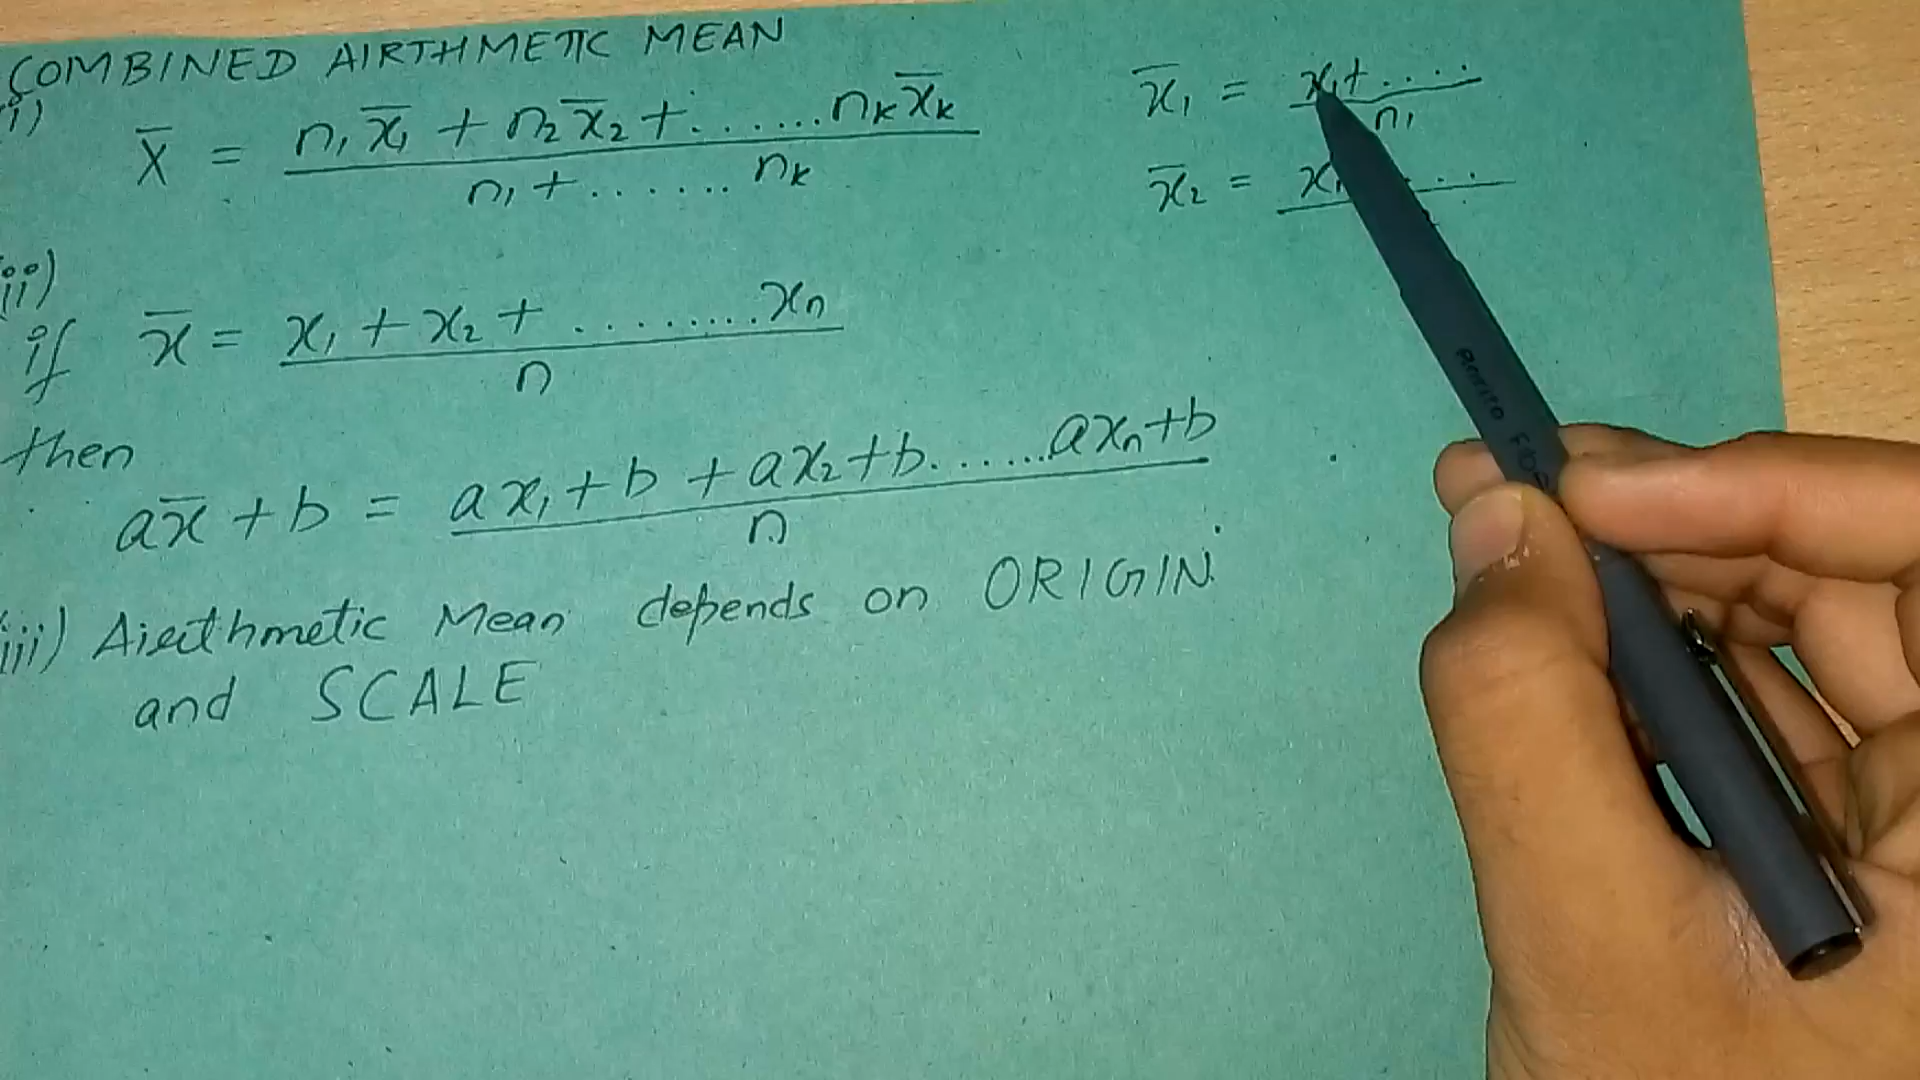 COMBINED AIRTHMETIC MEAN
i)
X̄ = n₁x̄₁ + n₂x̄₂ + ....... nₖx̄ₖ
n₁ + ....... nₖ
x̄₁ = x₁ + ....
n₁
x̄₂ =
ii)
if x̄ = x₁ + x₂ + ......... xₙ
n
then
ax̄ + b = ax₁ + b + ax₂ + b ...... axₙ + b
n
iii) Airthmetic Mean depends on ORIGIN
and SCALE